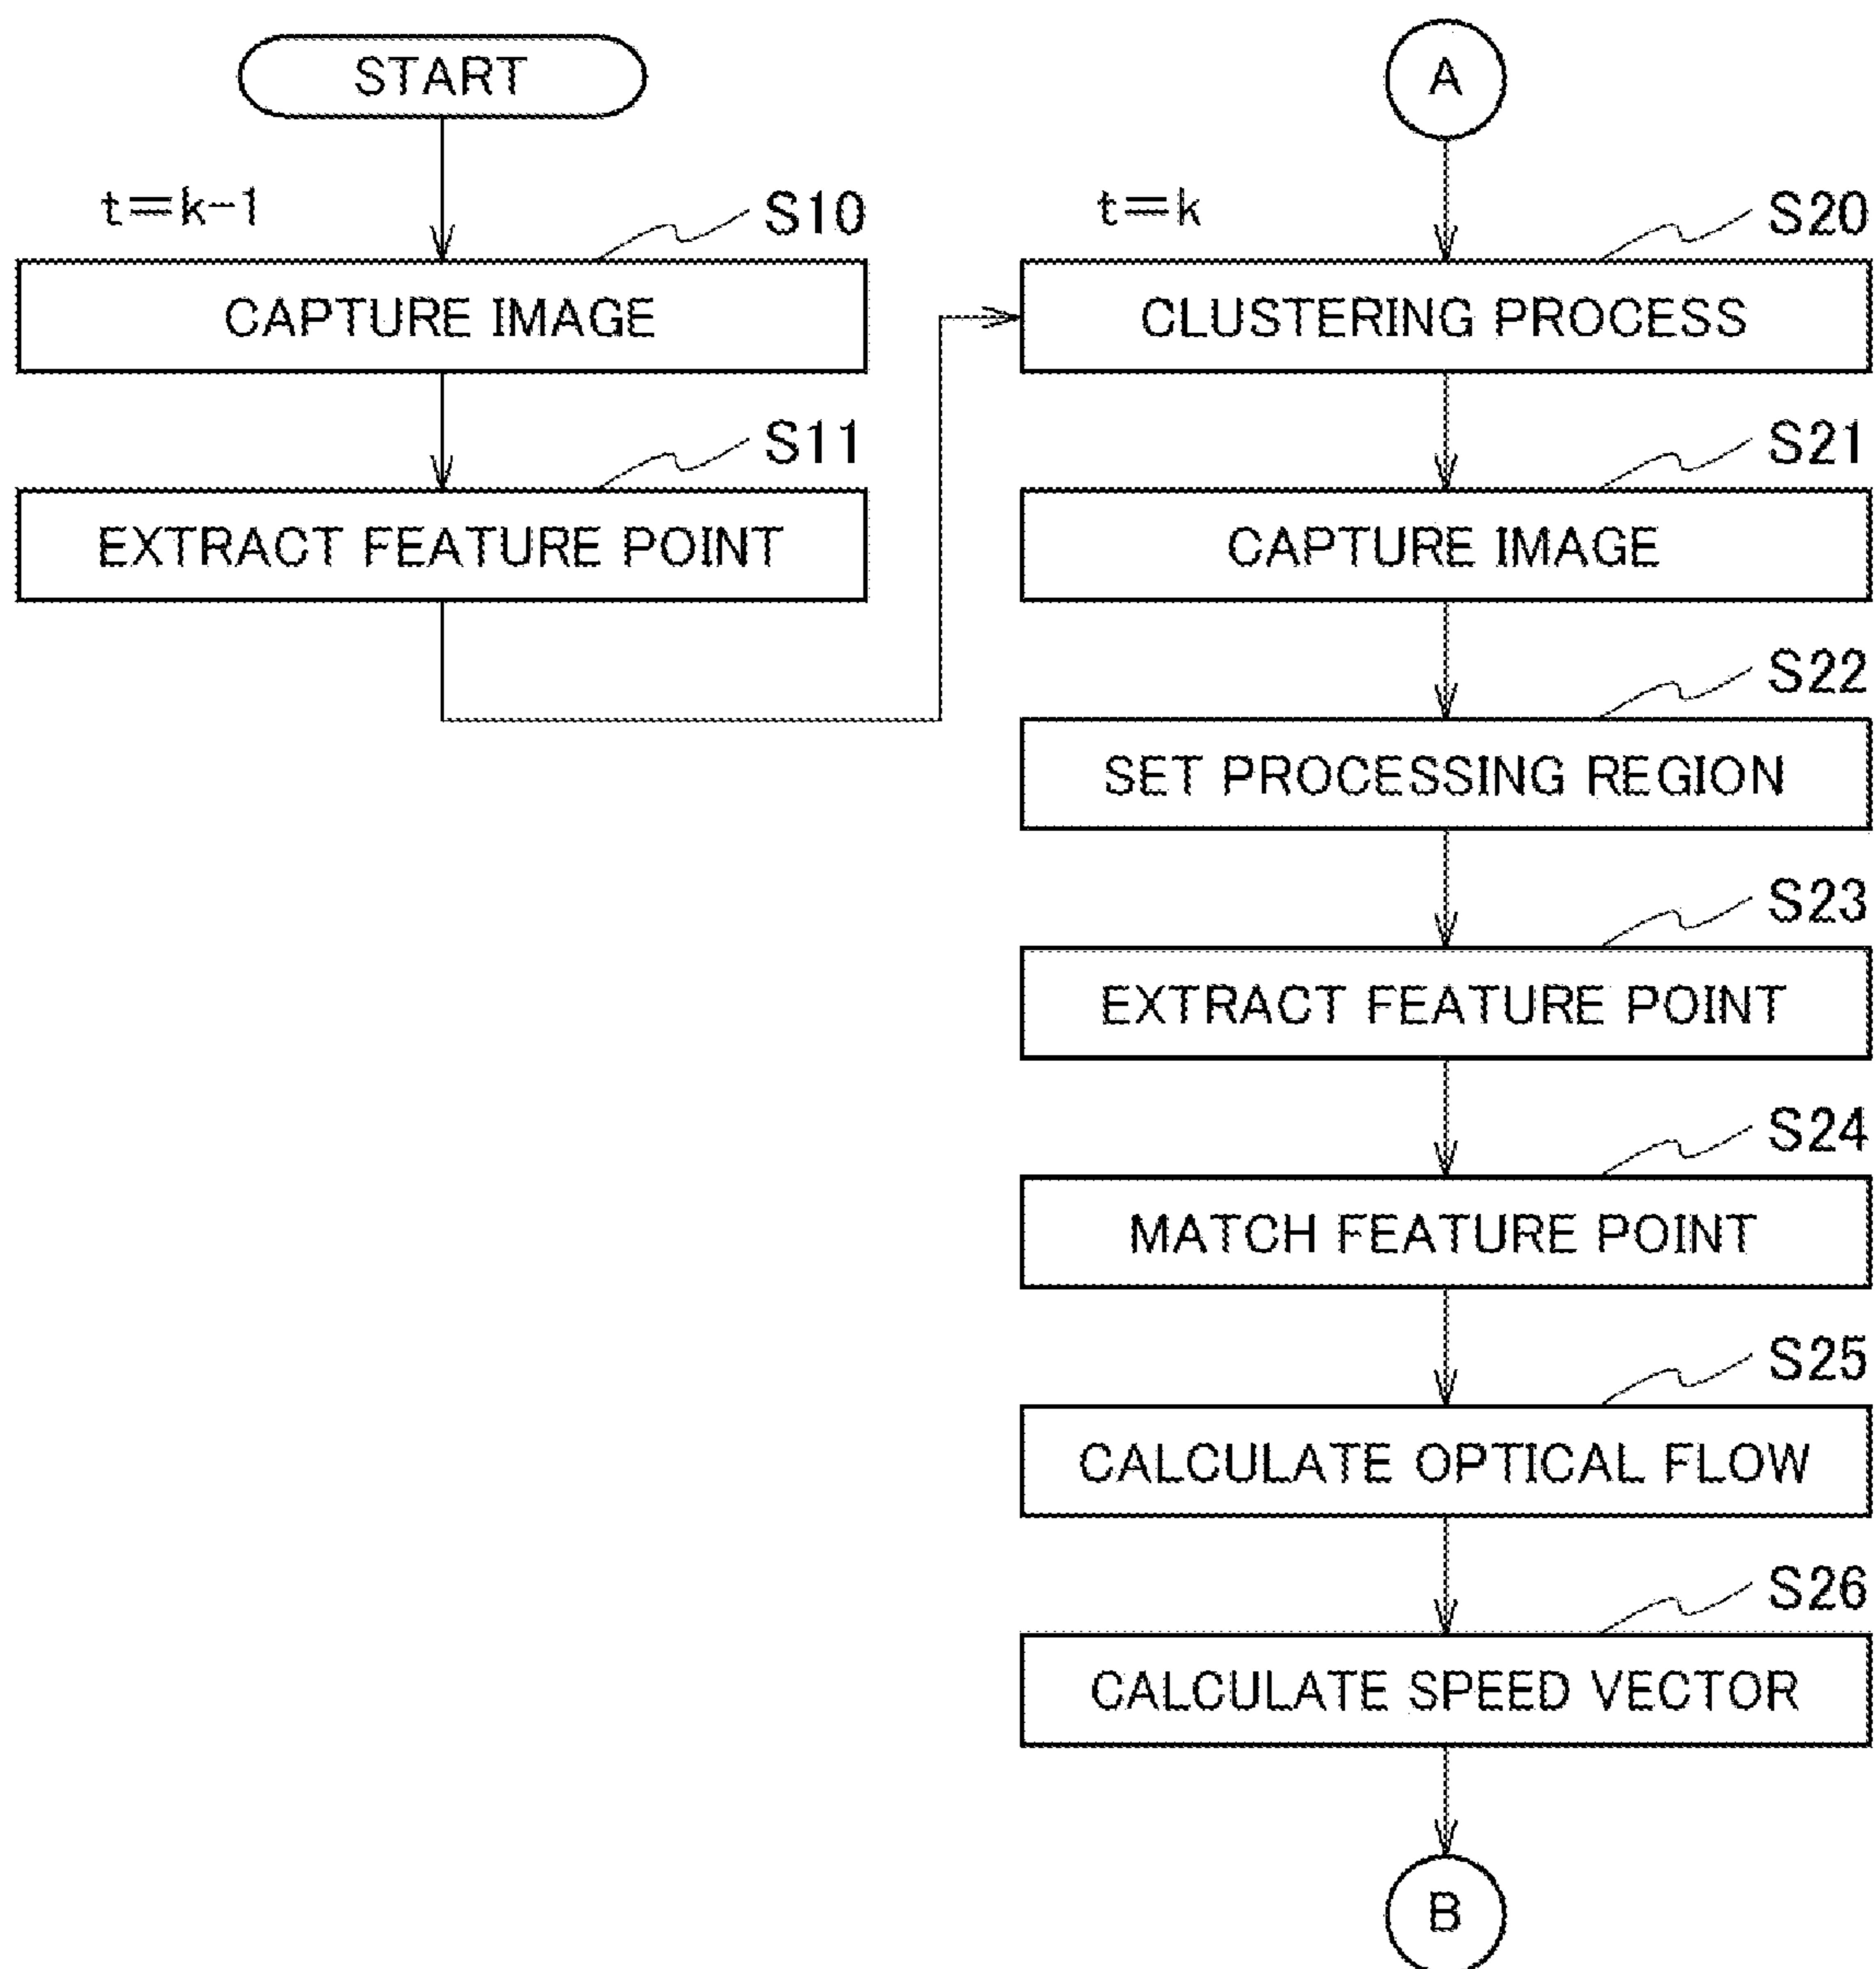 START
t=k-1
S10
CAPTURE IMAGE
S11
EXTRACT FEATURE POINT
A
t=k
S20
CLUSTERING PROCESS
S21
CAPTURE IMAGE
S22
SET PROCESSING REGION
S23
EXTRACT FEATURE POINT
S24
MATCH FEATURE POINT
S25
CALCULATE OPTICAL FLOW
S26
CALCULATE SPEED VECTOR
B